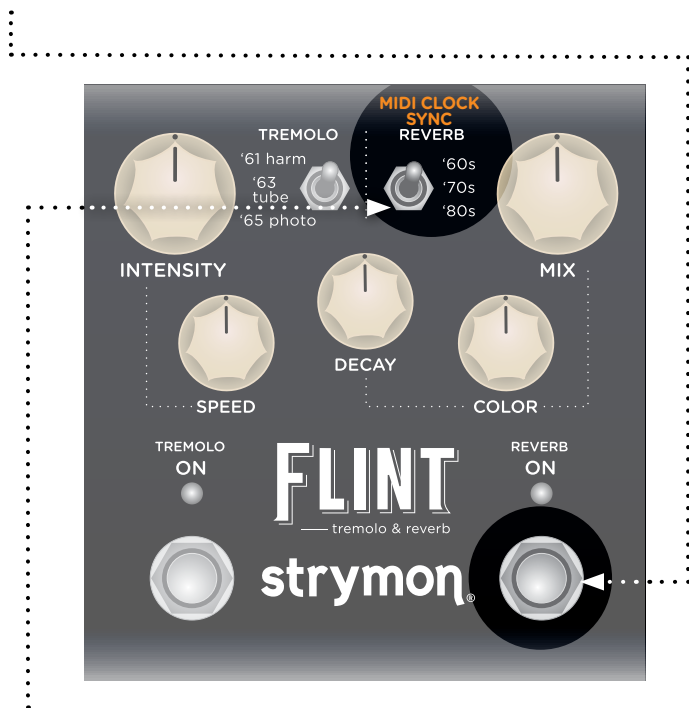 MIDI CLOCK
SYNC
TREMOLO
REVERB
‘61 harm
‘63
tube
‘65 photo
‘60s
‘70s
‘80s
INTENSITY
MIX
DECAY
SPEED
COLOR
TREMOLO
ON
REVERB
ON
FLINT
tremolo & reverb
strymon®